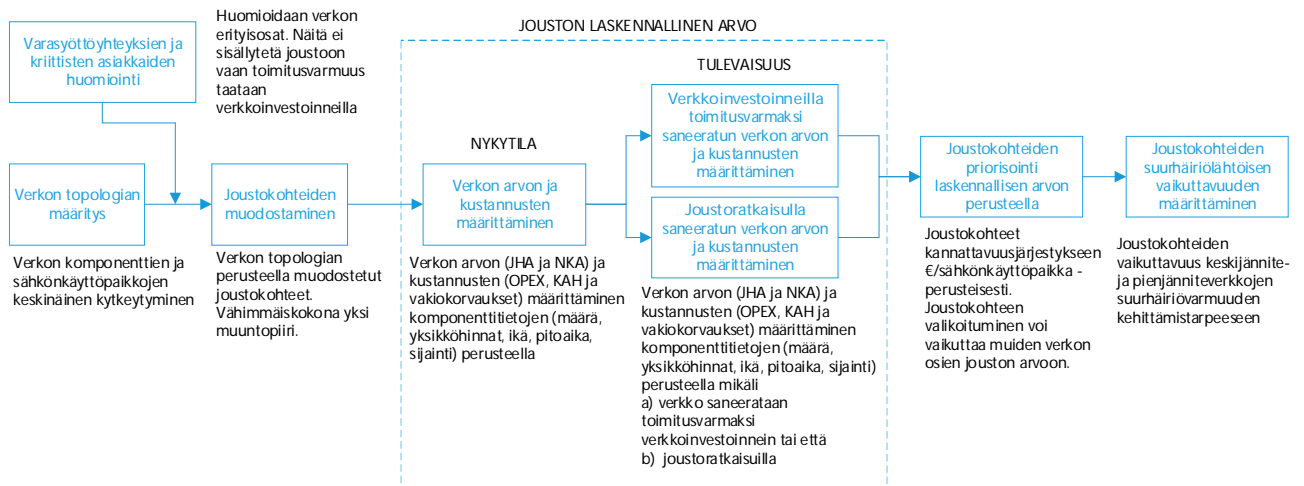 Varasyöttöyhteyksien ja
kriittisten asiakkaiden
huomiointi
Huomioidaan verkon
erityisosat. Näitä ei
sisällytetä joustoon
vaan toimitusvarmuus
taataan
verkkoinvestoinneilla
Verkon topologian
määritys
Verkon komponenttien ja
sähkönkäyttöpaikkojen
keskinäinen kytkeytyminen
Joustokohteiden
muodostaminen
Verkon topologian
perusteella muodostetut
joustokohteet.
Vähimmäiskokona yksi
muntopiiri.
JOUSTON LASKENNALLINEN ARVO
NYKYTILA
Verkon arvon ja
kustannusten
määrittäminen
Verkon arvon (JHA ja NKA) ja
kustannusten (OPEX, KAH ja
vakiokorvaukset) määrittäminen
komponenttitietojen (määrä,
yksikköhinnat, ikä, pitoaika,
sijainti) perusteella
TULEVAISUUS
Verkkoinvestoinneilla
toimitusvarmaksi
saneeratun verkon arvon
ja kustannusten
määrittäminen
Joustoratkaisulla
saneeratun verkon arvon
ja kustannusten
määrittäminen
Verkon arvon (JHA ja NKA) ja
kustannusten (OPEX, KAH ja
vakiokorvaukset) määrittäminen
komponenttitietojen (määrä,
yksikköhinnat, ikä, pitoaika, sijainti)
perusteella mikäli
a) verkko saneerataan
toimitusvarmaksi
verkkoinvestoinnein tai että
b) joustoratkaisuilla
Joustokohteiden
priorisointi
laskennallisen arvon
perusteella
Joustokohteet
kannattavuusjärjestykseen
€/sähkönkäyttöpaikka -
perusteisesti.
Joustokohteen
valikoituminen voi
vaikuttaa muiden verkon
osien jouston arvoon.
Joustokohteiden
suurhäiriölähtöisen
vaikuttavuuden
määrittäminen
Joustokohteiden
vaikuttavuus keskijännite-
ja pienjänniteverkkojen
suurhäiriövarmuuden
kehittämistarpeeseen